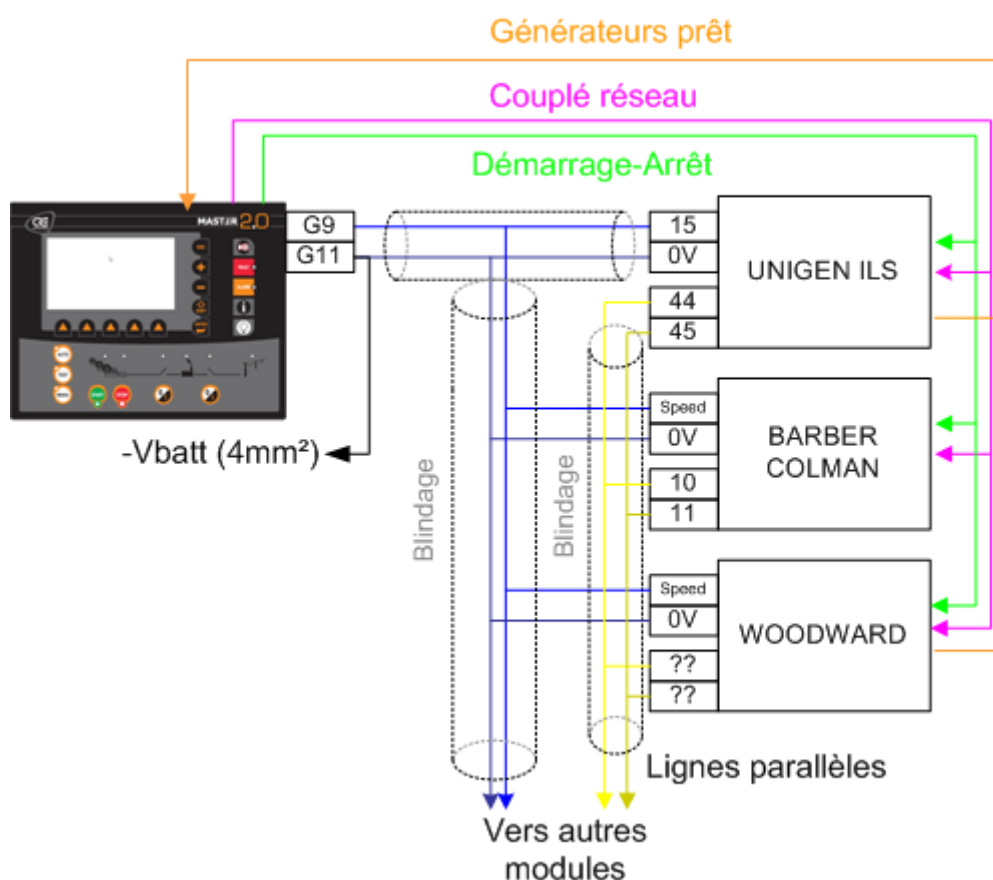 Générateurs prêt
Couplé réseau
Démarrage-Arrêt
MASTER 2.0
G9
G11
-Vbatt (4mm²)
15
0V
44
45
UNIGEN ILS
Speed
0V
10
11
BARBER
COLMAN
Speed
0V
??
??
WOODWARD
Blindage
Blindage
Lignes parallèles
Vers autres
modules